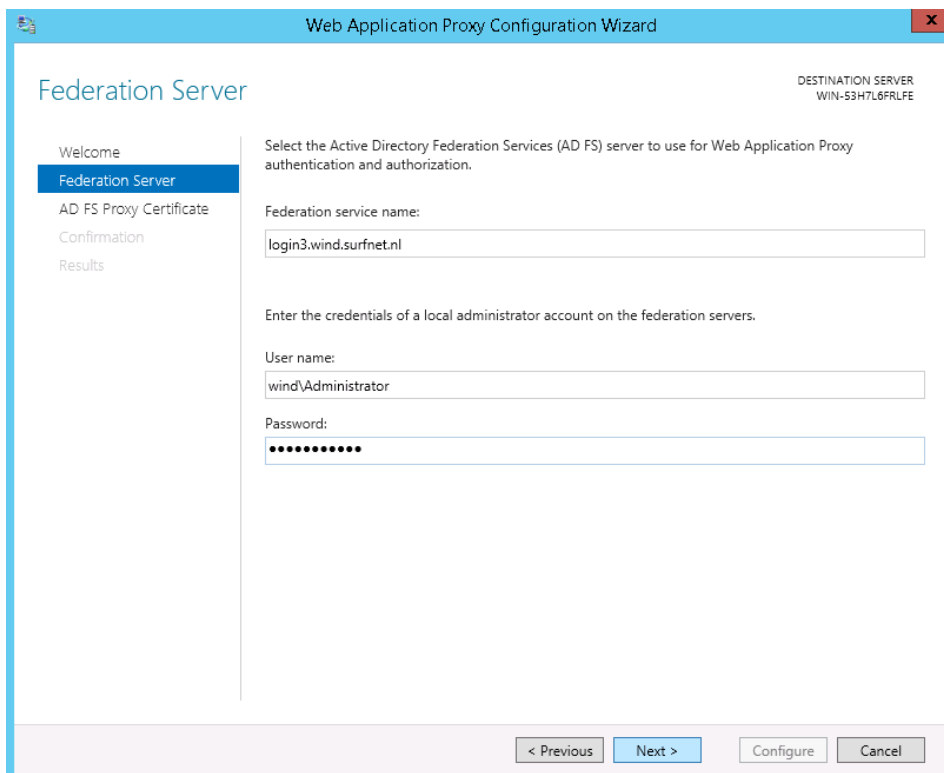 Web Application Proxy Configuration Wizard
x
Federation Server
DESTINATION SERVER
WIN-53H7L6FRLFE
Welcome
Federation Server
AD FS Proxy Certificate
Confirmation
Results
Select the Active Directory Federation Services (AD FS) server to use for Web Application Proxy
authentication and authorization.
Federation service name:
login3.wind.surfnet.nl
Enter the credentials of a local administrator account on the federation servers.
User name:
wind\Administrator
Password:
•••••••••••
< Previous
Next >
Configure
Cancel